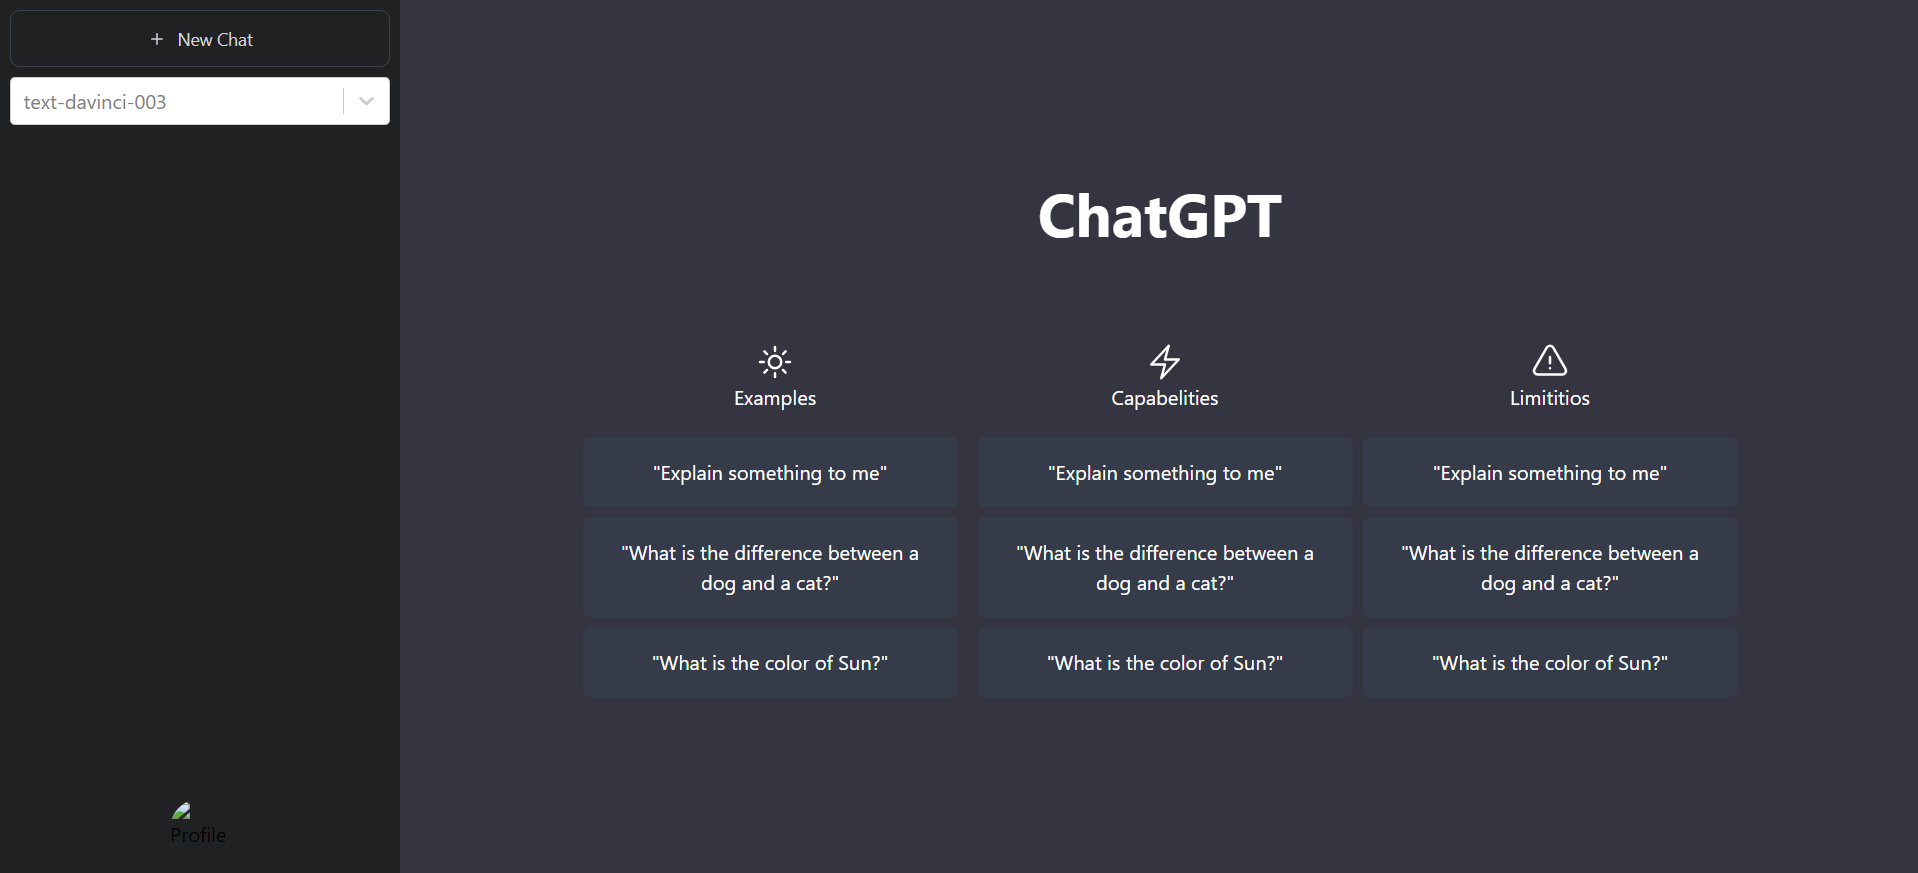 New Chat
text-davinci-003
ChatGPT
Examples
"Explain something to me"
"What is the difference between a
dog and a cat?"
"What is the color of Sun?"
Capabelities
"Explain something to me"
"What is the difference between a
dog and a cat?"
"What is the color of Sun?"
Limititios
"Explain something to me"
"What is the difference between a
dog and a cat?"
"What is the color of Sun?"
Profile